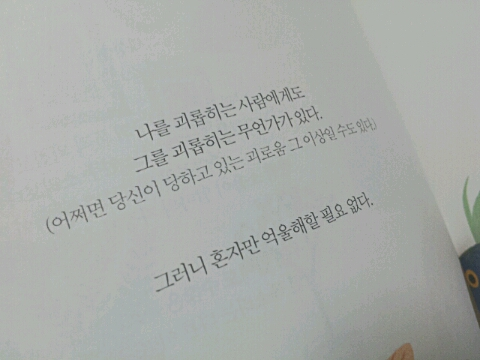 나를 괴롭히는 사람에게도
그를 괴롭히는 무언가가 있다.
(어쩌면 당신이 당하고 있는 괴로움 그 이상일 수도 있다)
그러니 혼자만 억울해할 필요 없다.